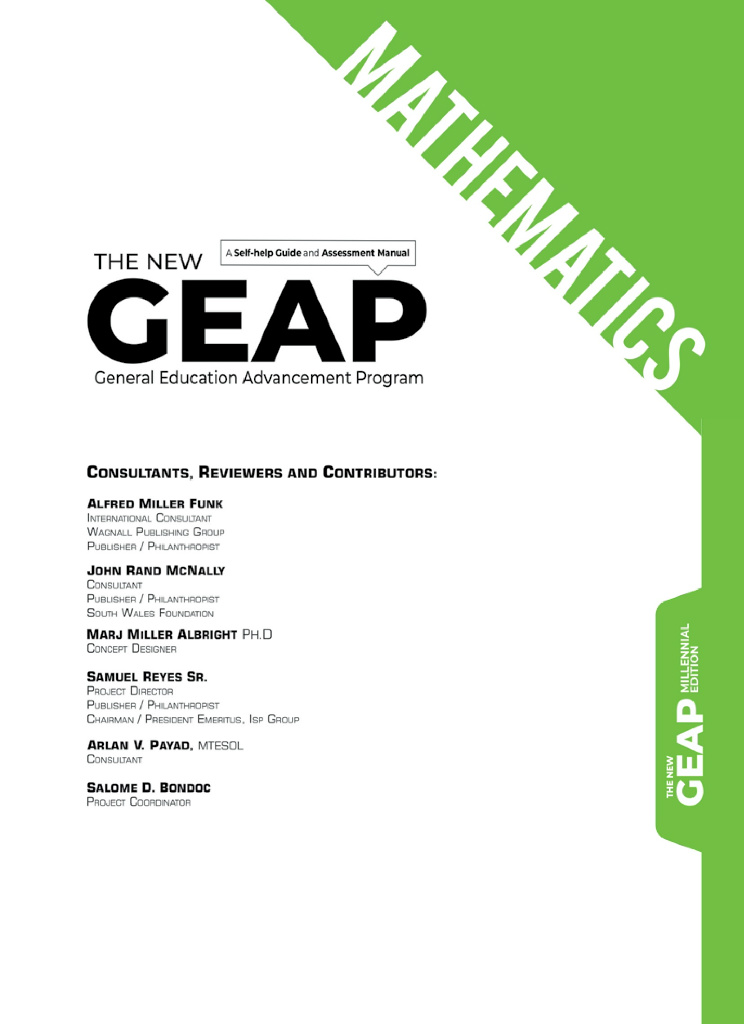 MATHEMATICS
A Self-help Guide and Assessment Manual
THE NEW
GEAP
General Education Advancement Program
CONSULTANTS, REVIEWERS AND CONTRIBUTORS:
ALFRED MILLER FUNK
INTERNATIONAL CONSULTANT
WAGNALL PUBLISHING GROUP
PUBLISHER / PHILANTHROPIST
JOHN RAND MCNALLY
CONSULTANT
PUBLISHER / PHILANTHROPIST
SOUTH WALES FOUNDATION
MARJ MILLER ALBRIGHT PH.D
CONCEPT DESIGNER
SAMUEL REYES SR.
PROJECT DIRECTOR
PUBLISHER / PHILANTHROPIST
CHAIRMAN / PRESIDENT EMERITUS, ISP GROUP
ARLAN V. PAYAD, MTESOL
CONSULTANT
SALOME D. BONDOC
PROJECT COORDINATOR
THE NEW
GEAP
MILLENNIAL
EDITION